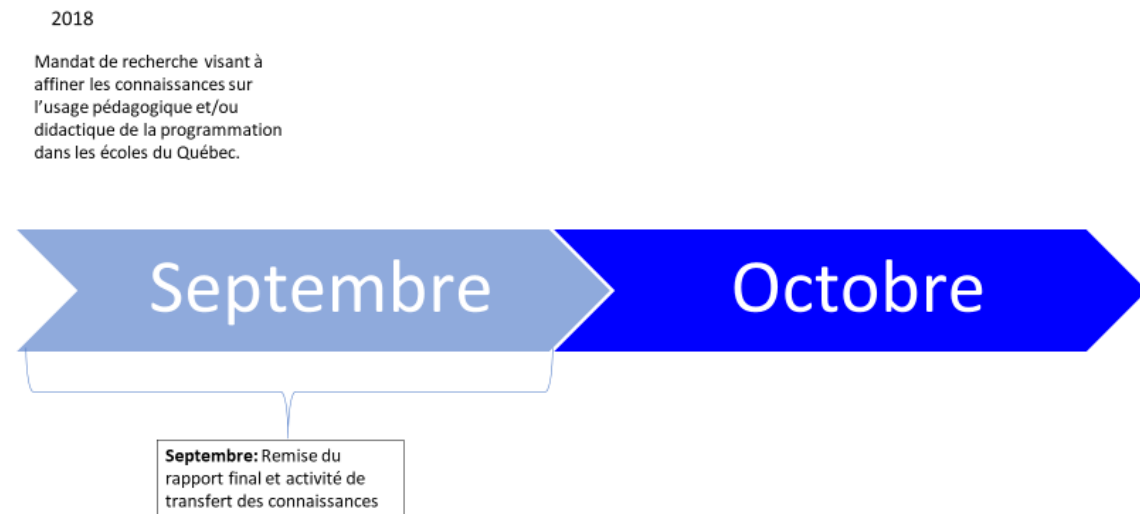 2018
Mandat de recherche visant à
affiner les connaissances sur
l'usage pédagogique et/ou
didactique de la programmation
dans les écoles du Québec.
Septembre
Octobre
Septembre: Remise du
rapport final et activité de
transfert des connaissances